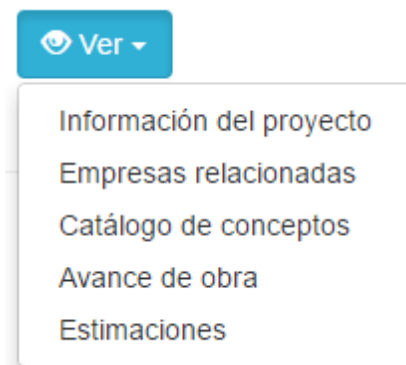 Ver
Información del proyecto
Empresas relacionadas
Catálogo de conceptos
Avance de obra
Estimaciones